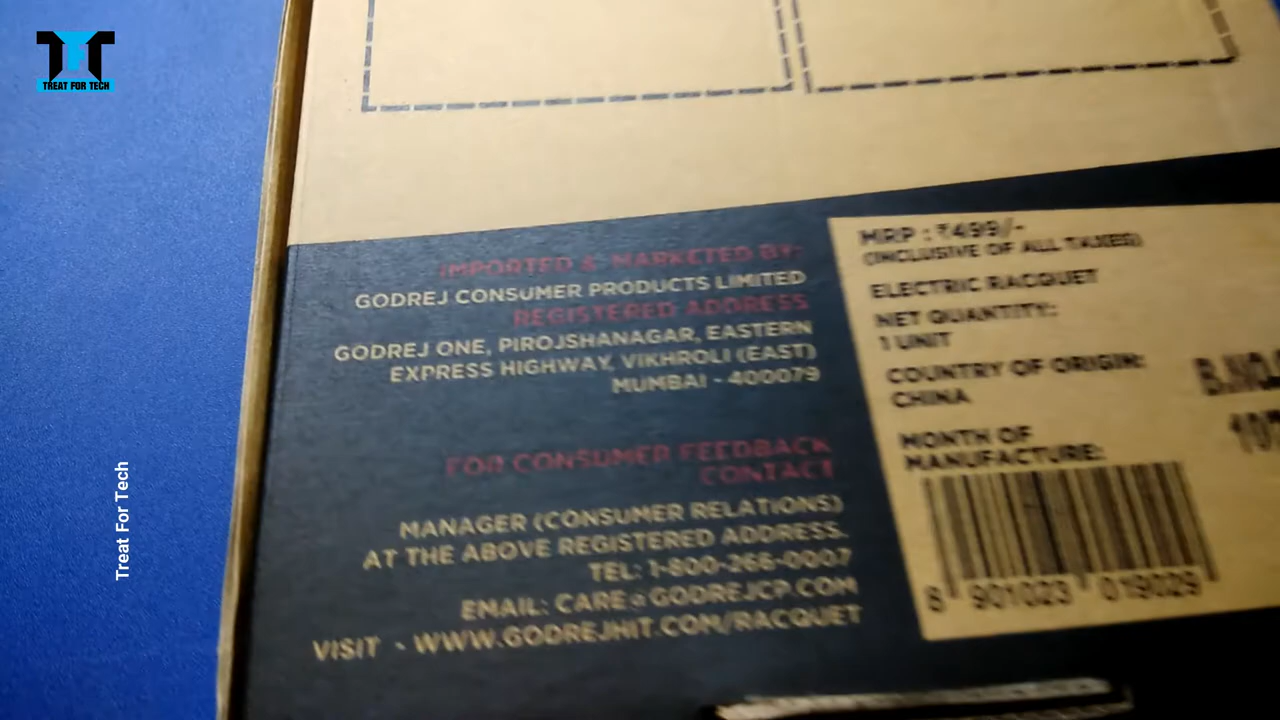 TFT
TREAT FOR TECH
Treat For Tech
IMPORTED & MARKETED BY:
GODREJ CONSUMER PRODUCTS LIMITED
REGISTERED ADDRESS
GODREJ ONE, PIROJSHANAGAR, EASTERN
EXPRESS HIGHWAY, VIKHROLI (EAST)
MUMBAI - 400079
FOR CONSUMER FEEDBACK
CONTACT
MANAGER (CONSUMER RELATIONS)
AT THE ABOVE REGISTERED ADDRESS.
TEL: 1-800-266-0007
EMAIL: CARE@GODREJCP.COM
VISIT - WWW.GODREJHIT.COM/RACQUET
MRP : ₹499/-
(INCLUSIVE OF ALL TAXES)
ELECTRIC RACQUET
NET QUANTITY:
1 UNIT
COUNTRY OF ORIGIN:
CHINA
MONTH OF
MANUFACTURE:
B.NO.
8 901023 019029